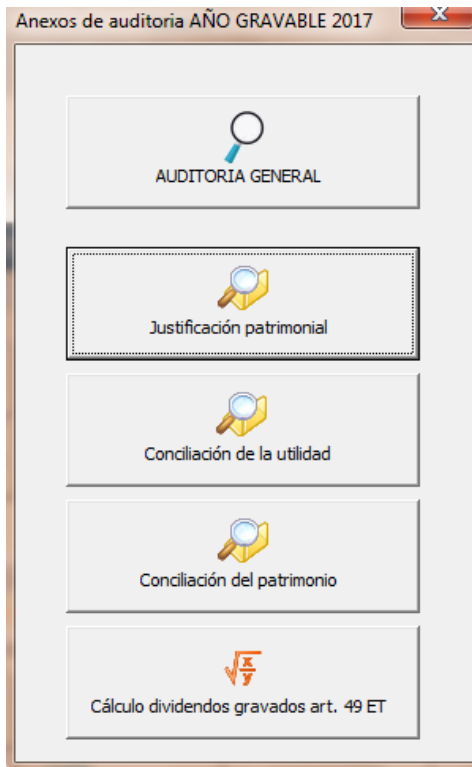 Anexos de auditoria AÑO GRAVABLE 2017
AUDITORIA GENERAL
Justificación patrimonial
Conciliación de la utilidad
Conciliación del patrimonio
√x/y
Cálculo dividendos gravados art. 49 ET